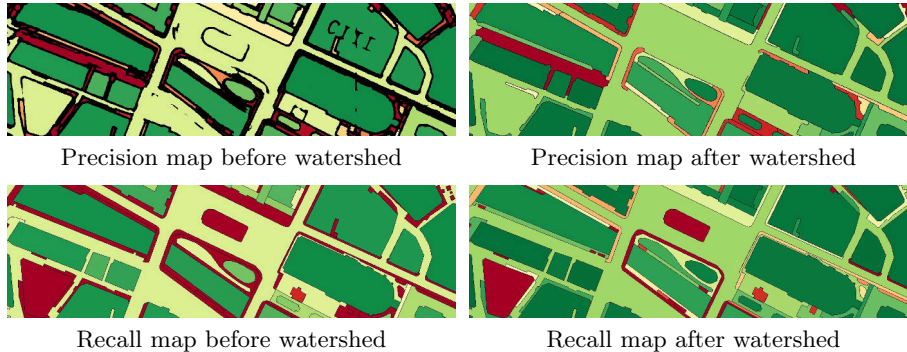 Precision map before watershed
Precision map after watershed
Recall map before watershed
Recall map after watershed